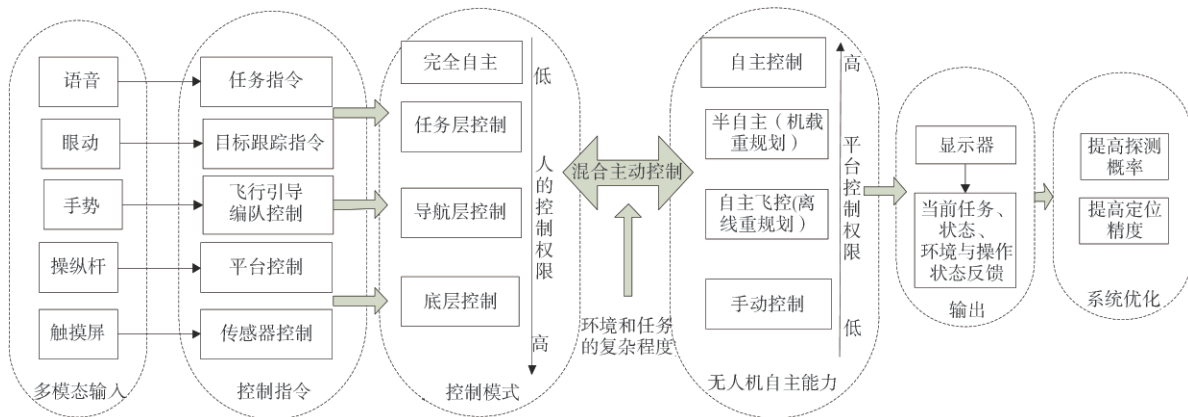 语音
眼动
手势
操纵杆
触摸屏
多模态输入
任务指令
目标跟踪指令
飞行引导
编队控制
平台控制
传感器控制
控制指令
完全自主
任务层控制
导航层控制
底层控制
低
人的控制权限
高
控制模式
混合主动控制
环境和任务
的复杂程度
自主控制
半自主(机载
重规划)
自主飞控(离
线重规划)
手动控制
高
平台控制权限
低
无人机自主能力
显示器
当前任务、
状态、
环境与操作
状态反馈
输出
提高探测
概率
提高定位
精度
系统优化